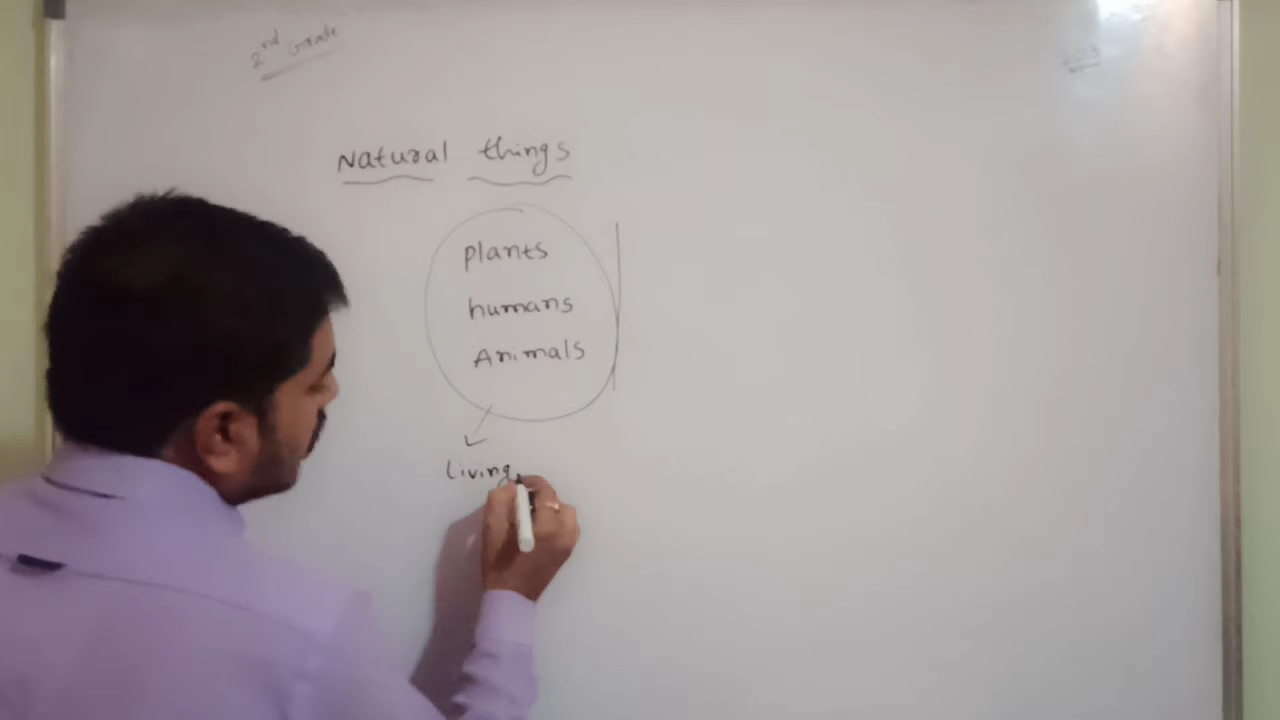 2nd Grade
Natural things
plants
humans
Animals
Living